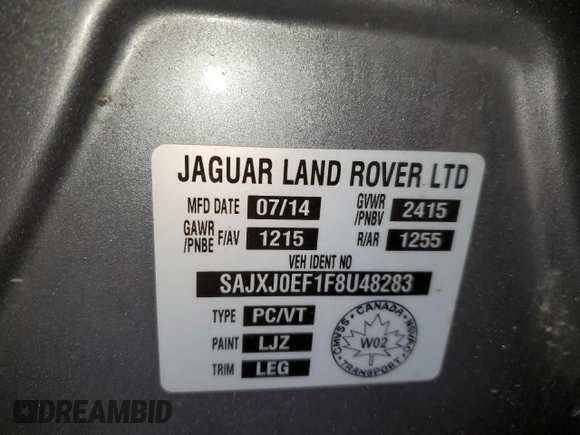 JAGUAR LAND ROVER LTD
MFD DATE 07/14 GVWR /PNBV 2415
GAWR /PNBE F/AV 1215 R/AR 1255
VEH IDENT NO
SAJXJ0EF1F8U48283
TYPE PC/VT
PAINT LJZ
TRIM LEG
CANADA
CMVSS NSVAC
W02
TRANSPORT
DREAMBID